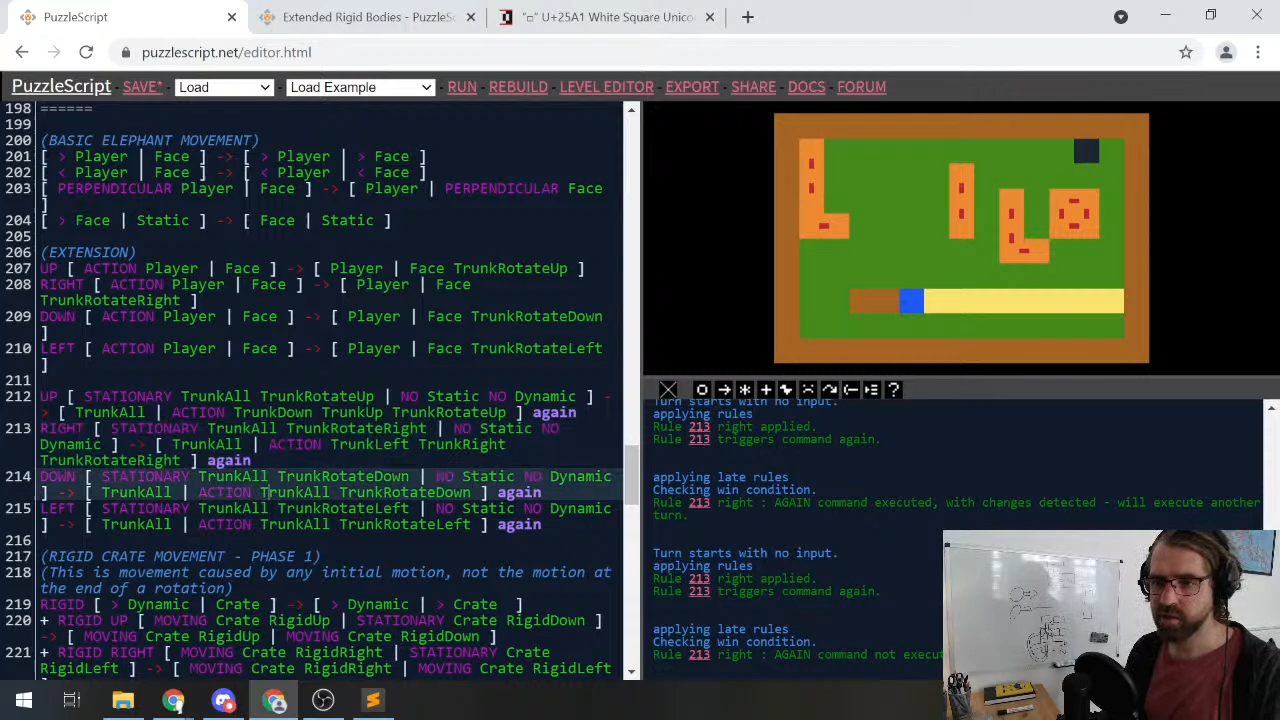 PuzzleScript
Extended Rigid Bodies - PuzzleS
"□" U+25A1 White Square Unico
puzzlescript.net/editor.html
PuzzleScript SAVE* Load Load Example RUN - REBUILD - LEVEL EDITOR - EXPORT - SHARE - DOCS - FORUM
198 ======
199
200 (BASIC ELEPHANT MOVEMENT)
201 [ > Player | Face ] -> [ > Player | > Face ]
202 [ < Player | Face ] -> [ < Player | < Face ]
203 [ PERPENDICULAR Player | Face ] -> [ Player | PERPENDICULAR Face
]
204 [ > Face | Static ] -> [ Face | Static ]
205
206 (EXTENSION)
207 UP [ ACTION Player | Face ] -> [ Player | Face TrunkRotateUp ]
208 RIGHT [ ACTION Player | Face ] -> [ Player | Face
TrunkRotateRight ]
209 DOWN [ ACTION Player | Face ] -> [ Player | Face TrunkRotateDown
]
210 LEFT [ ACTION Player | Face ] -> [ Player | Face TrunkRotateLeft
]
211
212 UP [ STATIONARY TrunkAll TrunkRotateUp | NO Static NO Dynamic ] -
> [ TrunkAll | ACTION TrunkDown TrunkUp TrunkRotateUp ] again
213 RIGHT [ STATIONARY TrunkAll TrunkRotateRight | NO Static NO
Dynamic ] -> [ TrunkAll | ACTION TrunkLeft TrunkRight
TrunkRotateRight ] again
214 DOWN [ STATIONARY TrunkAll TrunkRotateDown | NO Static NO Dynamic
] -> [ TrunkAll | ACTION TrunkAll TrunkRotateDown ] again
215 LEFT [ STATIONARY TrunkAll TrunkRotateLeft | NO Static NO Dynamic
] -> [ TrunkAll | ACTION TrunkAll TrunkRotateLeft ] again
216
217 (RIGID CRATE MOVEMENT - PHASE 1)
218 (This is movement caused by any initial motion, not the motion at
the end of a rotation)
219 RIGID [ > Dynamic | Crate ] -> [ > Dynamic | > Crate ]
220 + RIGID UP [ MOVING Crate RigidUp | STATIONARY Crate RigidDown ]
-> [ MOVING Crate RigidUp | MOVING Crate RigidDown ]
221 + RIGID RIGHT [ MOVING Crate RigidRight | STATIONARY Crate
RigidLeft ] -> [ MOVING Crate RigidRight | MOVING Crate RigidLeft
Turn starts with no input.
applying rules
Rule 213 right applied.
Rule 213 triggers command again.
applying late rules
Checking win condition.
Rule 213 right : AGAIN command executed, with changes detected - will execute another
turn.
Turn starts with no input.
applying rules
Rule 213 right applied.
Rule 213 triggers command again.
applying late rules
Checking win condition.
Rule 213 right : AGAIN command not execut